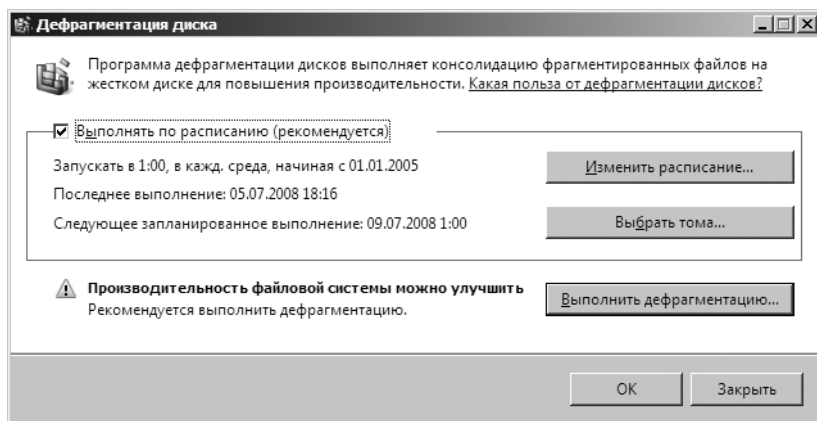 Дефрагментация диска
Программа дефрагментации дисков выполняет консолидацию фрагментированных файлов на
жестком диске для повышения производительности. Какая польза от дефрагментации дисков?
Выполнять по расписанию (рекомендуется)
Запускать в 1:00, в кажд. среда, начиная с 01.01.2005
Изменить расписание...
Последнее выполнение: 05.07.2008 18:16
Следующее запланированное выполнение: 09.07.2008 1:00
Выбрать тома...
Производительность файловой системы можно улучшить
Рекомендуется выполнить дефрагментацию.
Выполнить дефрагментацию...
ОК
Закрыть